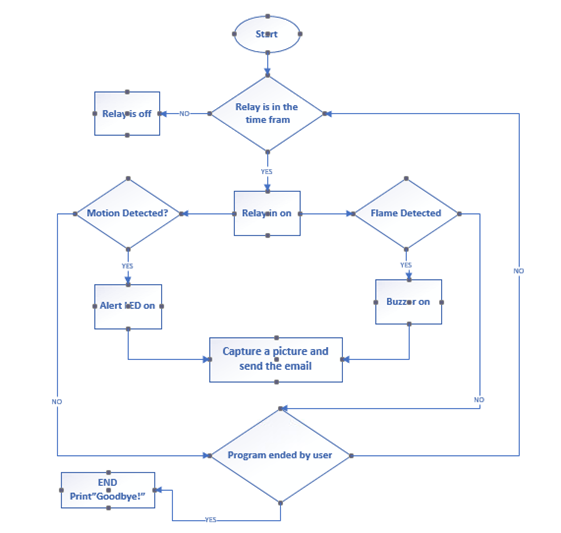 Start
Relay is in the
time fram
Relay is off
NO
YES
Motion Detected?
Relay in on
Flame Detected
YES
YES
NO
Alert LED on
Buzzer on
Capture a picture and
send the email
NO
NO
Program ended by user
END
Print"Goodbye!"
YES